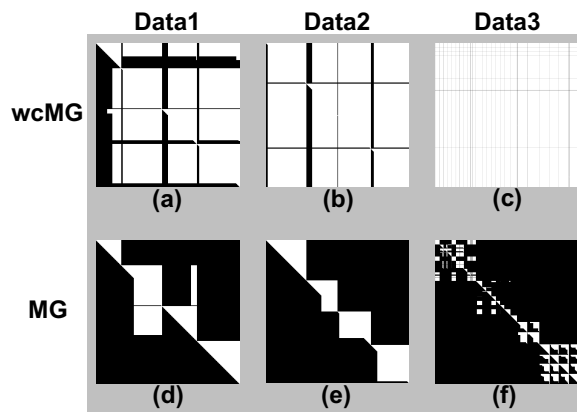 Data1 Data2 Data3
wcMG
(a) (b) (c)
MG
(d) (e) (f)